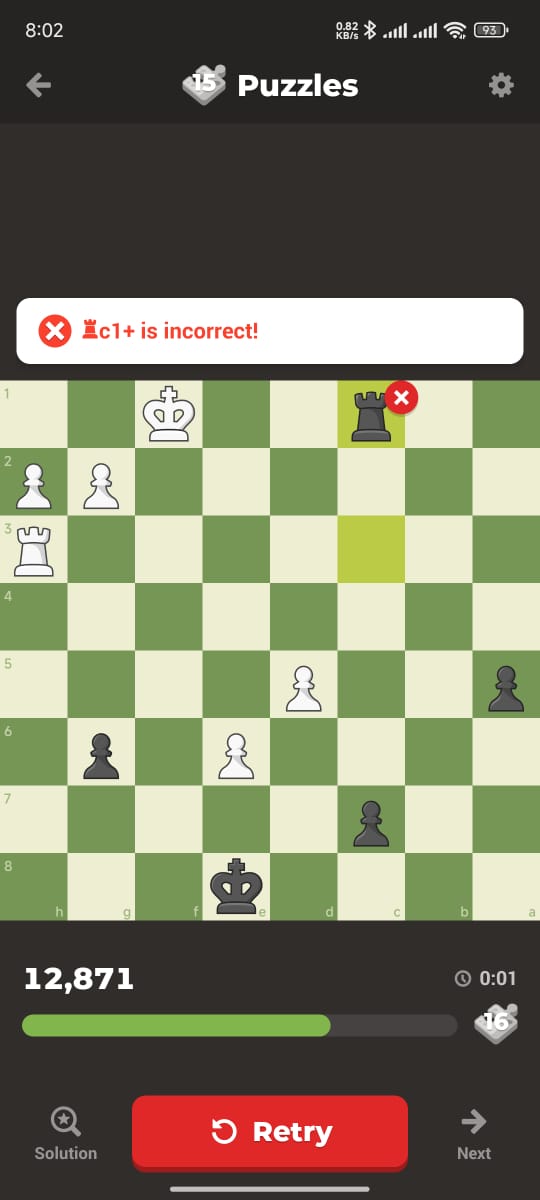 8:02
0.82
KB/s
93
15 Puzzles
c1+ is incorrect!
1
2
3
4
5
6
7
8
h g f e d c b a
12,871
0:01
16
Solution
Retry
Next